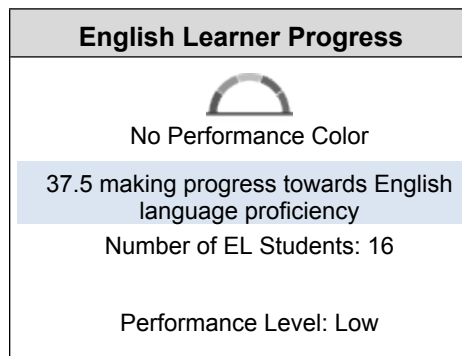 English Learner Progress
No Performance Color
37.5 making progress towards English
language proficiency
Number of EL Students: 16
Performance Level: Low